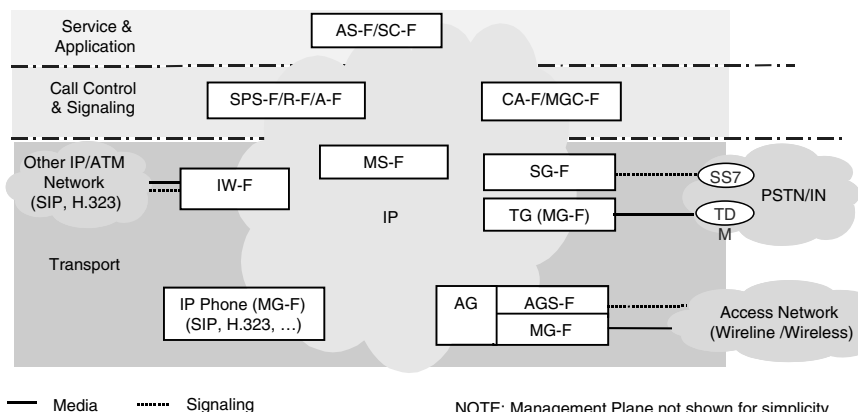 Service &
Application
AS-F/SC-F
Call Control
& Signaling
SPS-F/R-F/A-F
CA-F/MGC-F
Other IP/ATM
Network
(SIP, H.323)
IW-F
MS-F
SG-F
SS7
PSTN/IN
IP
TG (MG-F)
TD
M
Transport
IP Phone (MG-F)
(SIP, H.323, …)
AG
AGS-F
MG-F
Access Network
(Wireline /Wireless)
Media
Signaling
NOTE: Management Plane not shown for simplicity